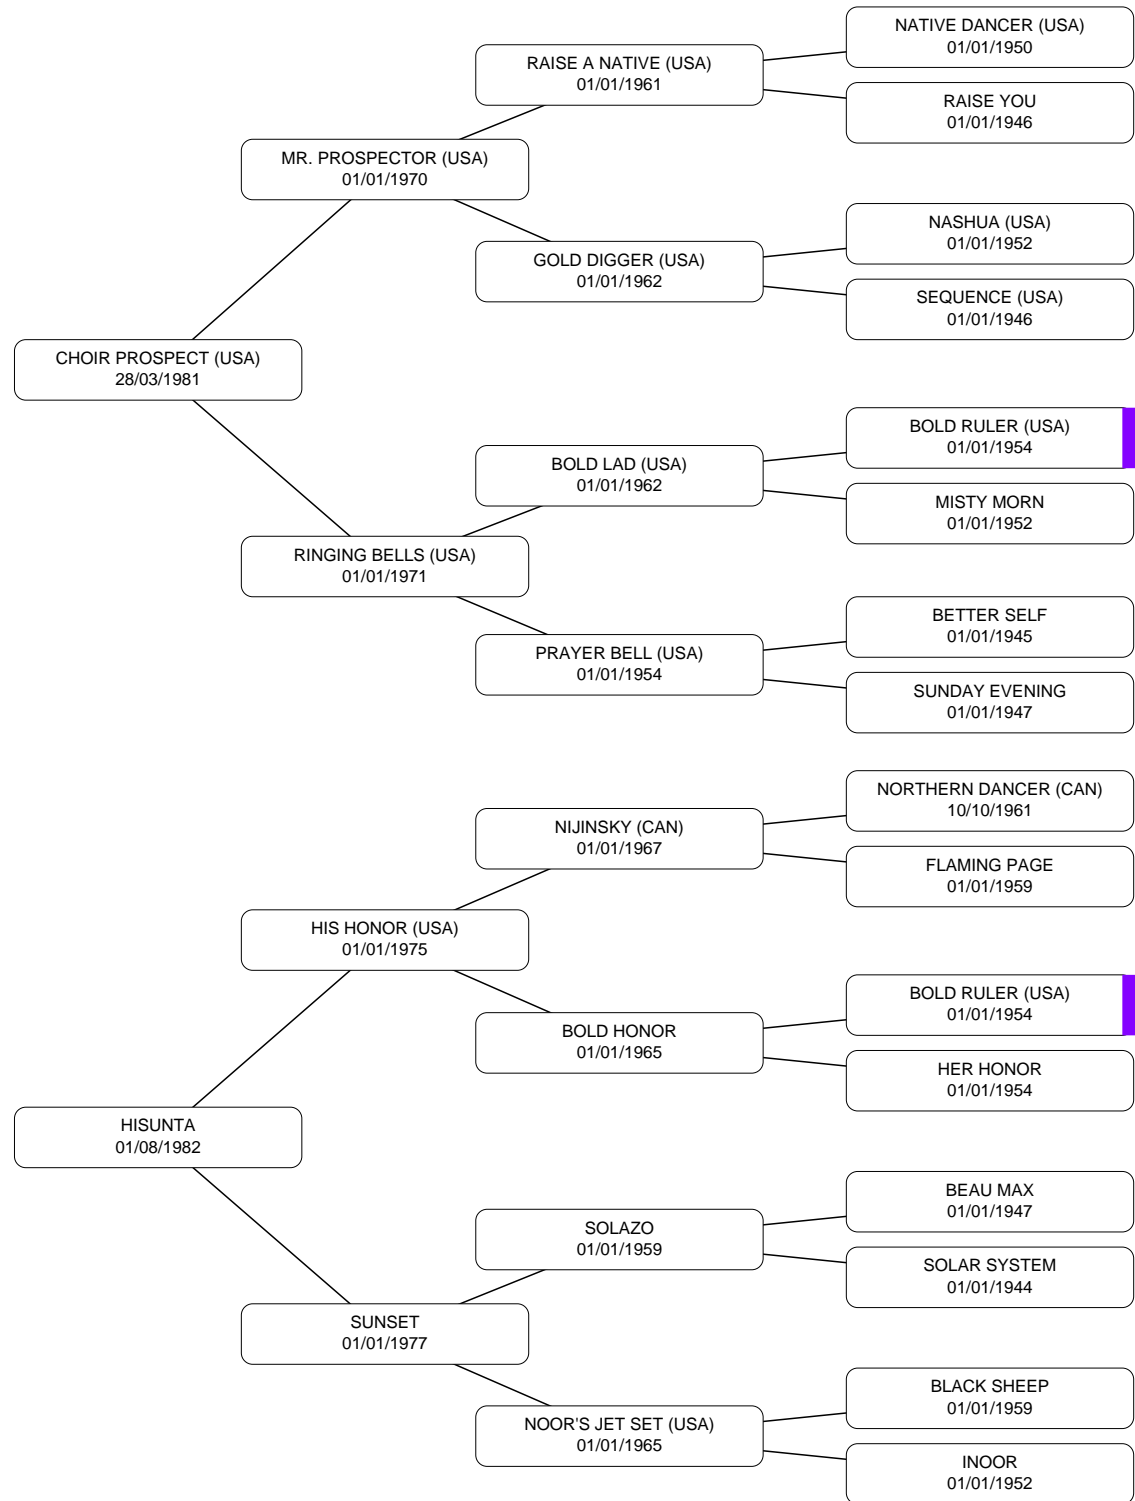 NATIVE DANCER (USA)
01/01/1950
RAISE A NATIVE (USA)
01/01/1961
RAISE YOU
01/01/1946
MR. PROSPECTOR (USA)
01/01/1970
NASHUA (USA)
01/01/1952
GOLD DIGGER (USA)
01/01/1962
SEQUENCE (USA)
01/01/1946
CHOIR PROSPECT (USA)
28/03/1981
BOLD RULER (USA)
01/01/1954
BOLD LAD (USA)
01/01/1962
MISTY MORN
01/01/1952
RINGING BELLS (USA)
01/01/1971
BETTER SELF
01/01/1945
PRAYER BELL (USA)
01/01/1954
SUNDAY EVENING
01/01/1947
NORTHERN DANCER (CAN)
10/10/1961
NIJINSKY (CAN)
01/01/1967
FLAMING PAGE
01/01/1959
HIS HONOR (USA)
01/01/1975
BOLD RULER (USA)
01/01/1954
BOLD HONOR
01/01/1965
HER HONOR
01/01/1954
HISUNTA
01/08/1982
BEAU MAX
01/01/1947
SOLAZO
01/01/1959
SOLAR SYSTEM
01/01/1944
SUNSET
01/01/1977
BLACK SHEEP
01/01/1959
NOOR'S JET SET (USA)
01/01/1965
INOOR
01/01/1952